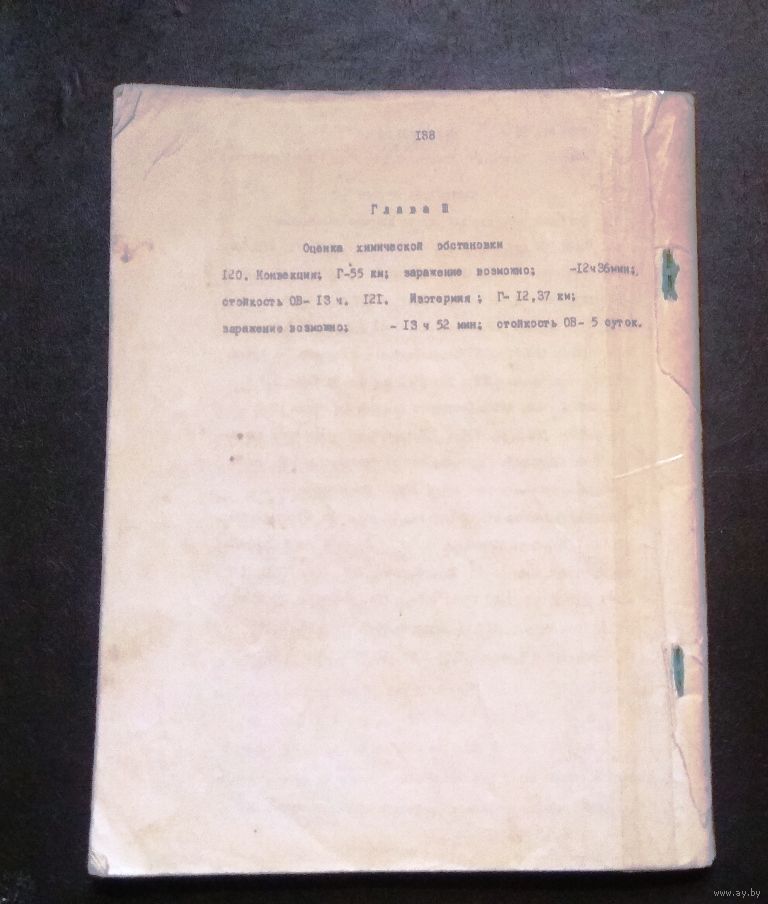 138
Глава Ш
Оценка химической обстановки
120. Конвекция; Г-55 км; заражение возможно; -12ч36мин;
стойкость ОВ- 13 ч. 121. Изотермия; Г- 12,37 км;
заражение возможно; - 13 ч 52 мин; стойкость ОВ- 5 суток.
www.ay.by